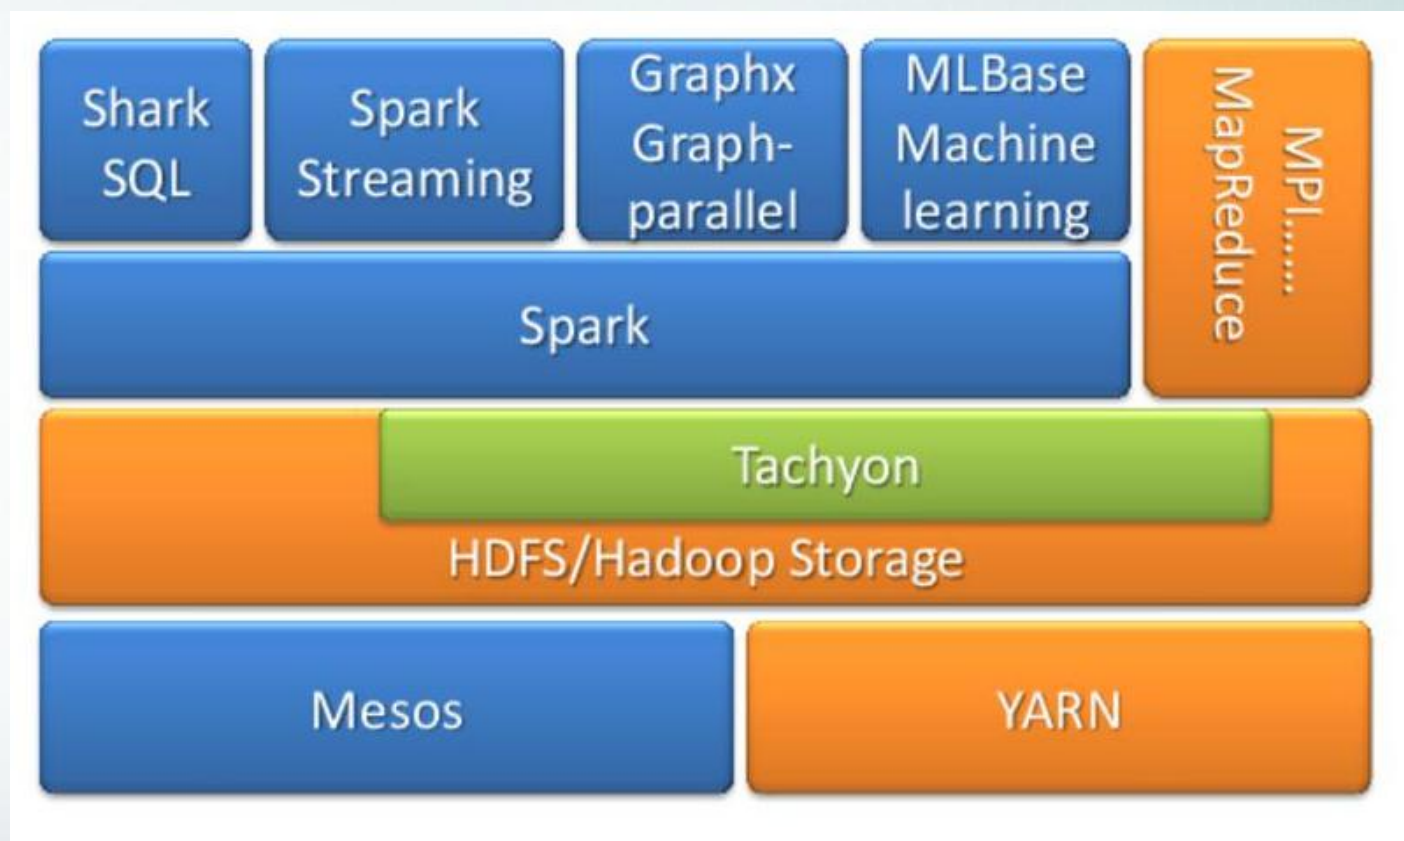 Shark
SQL
Spark
Streaming
Graphx
Graph-
parallel
MLBase
Machine
learning
MPI......
MapReduce
Spark
Tachyon
HDFS/Hadoop Storage
Mesos
YARN